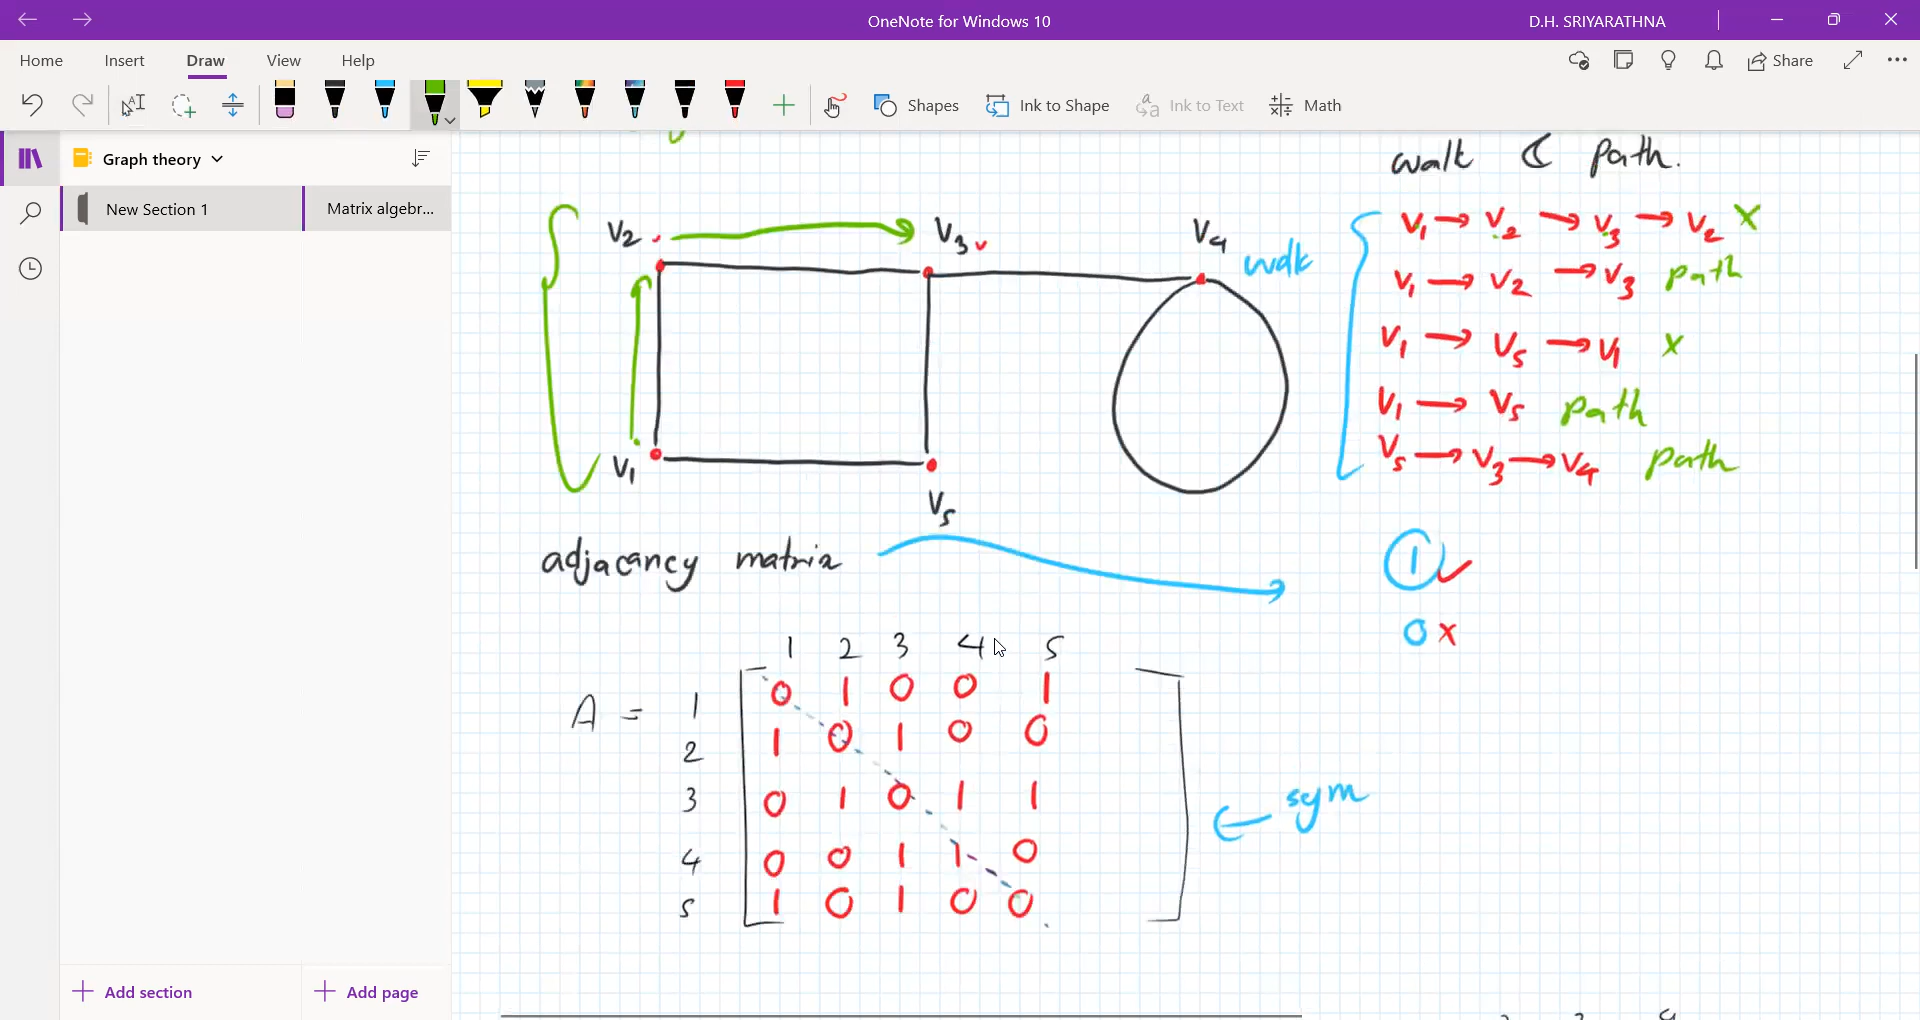 OneNote for Windows 10
D.H. SRIYARATHNA
Home Insert Draw View Help
Share
Shapes Ink to Shape Ink to Text Math
Graph theory
New Section 1
Matrix algebr...
walk path.
V2 V3 V4
walk
V1 → V2 → V3 → V2 x
V1 → V2 → V3 path
V1 → V5 → V1 x
V1 → V5 path
V5 → V3 → V4 path
V1
V5
adjacancy matrix
1 ✓
0 x
1 2 3 4 5
A = 1 0 1 0 0 1
2 1 0 1 0 0
3 0 1 0 1 1
sym
4 0 0 1 1 0
5 1 0 1 0 0
Add section
Add page